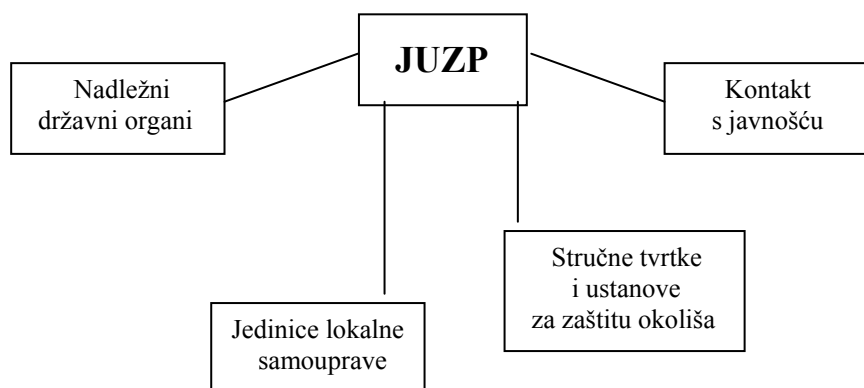 JUZP
Nadležni
državni organi
Kontakt
s javnošću
Stručne tvrtke
i ustanove
za zaštitu okoliša
Jedinice lokalne
samouprave